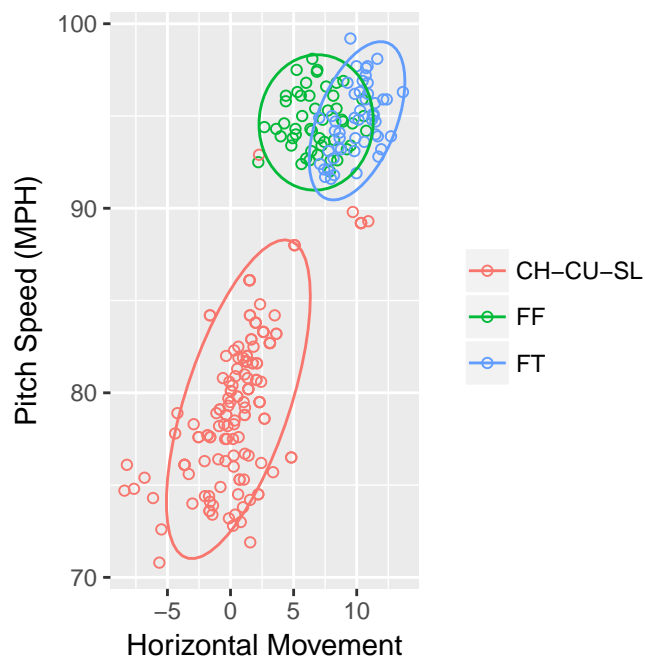 100
90
80
70
Pitch Speed (MPH)
−5
0
5
10
Horizontal Movement
CH−CU−SL
FF
FT